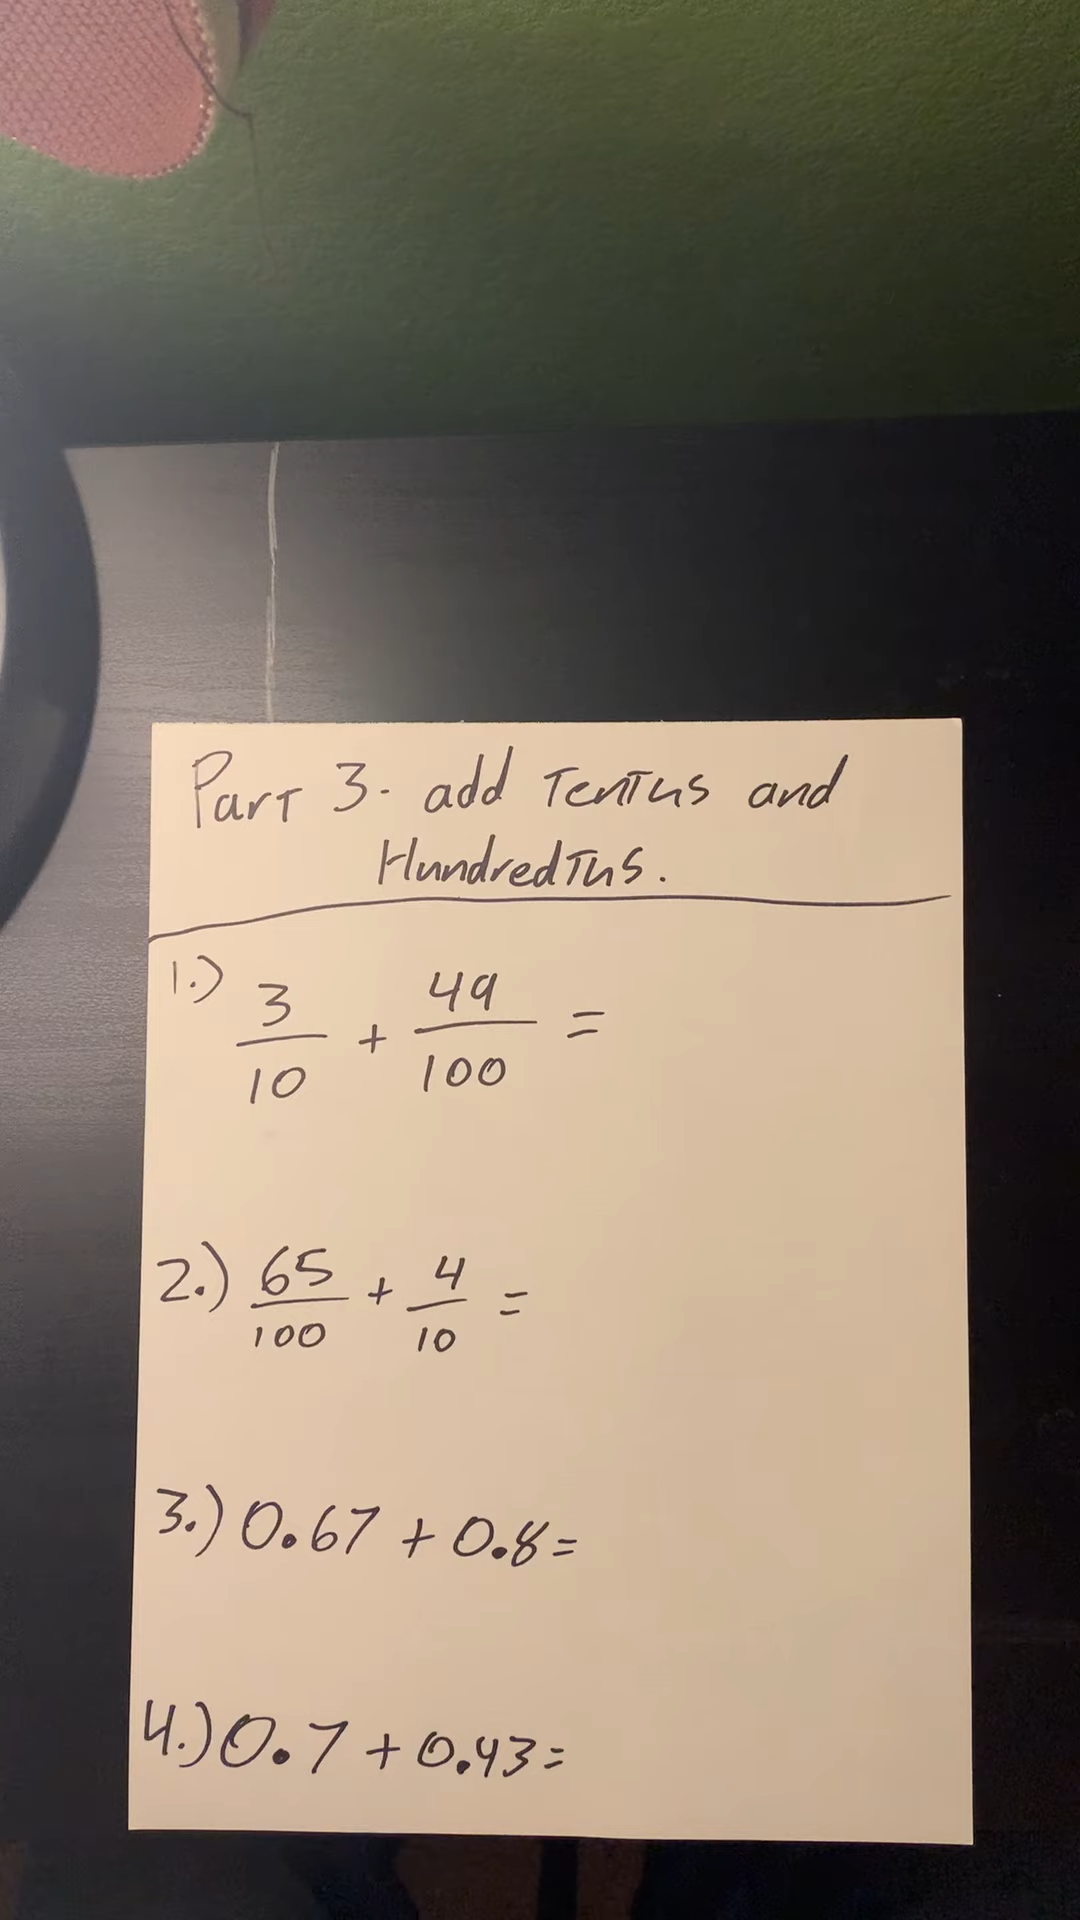 Part 3. add Tenths and
Hundredths.
1.) 3/10 + 49/100 =
2.) 65/100 + 4/10 =
3.) 0.67 + 0.8 =
4.) 0.7 + 0.43 =